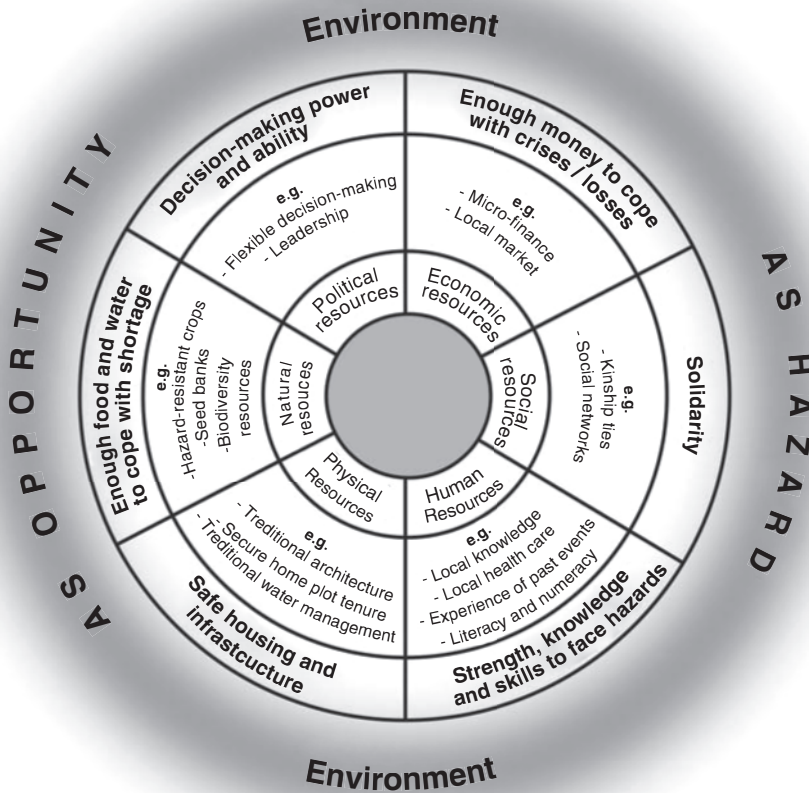 Environment
AS OPPORTUNITY
AS HAZARD
Decision-making power
and ability
e.g.
- Flexible decision-making
- Leadership
Political
resources
Enough money to cope
with crises / losses
e.g.
- Micro-finance
- Local market
Economic
resources
Solidarity
e.g.
- Kinship ties
- Social networks
Social
resources
Strength, knowledge
and skills to face hazards
e.g.
- Local knowledge
- Local health care
- Experience of past events
- Literacy and numeracy
Human
Resources
Safe housing and
infrastcucture
e.g.
- Traditional architecture
- Secure home plot tenure
- Traditional water management
Physical
Resources
Enough food and water
to cope with shortage
e.g.
-Hazard-resistant crops
-Seed banks
-Biodiversity
resources
Natural
resouces
Environment